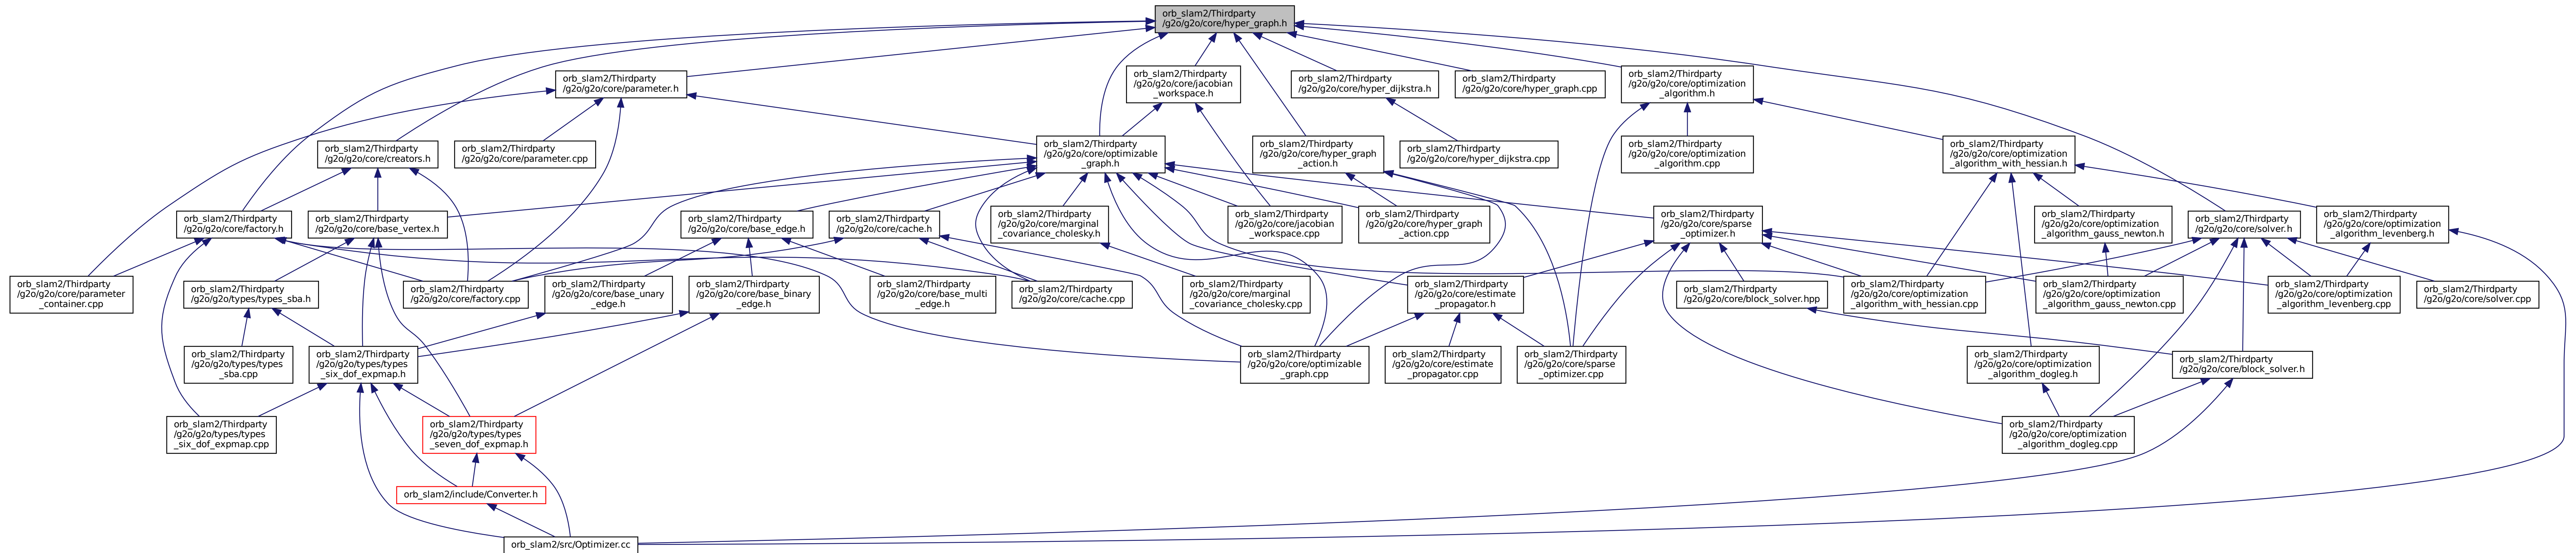 orb_slam2/Thirdparty
/g2o/g2o/core/hyper_graph.h
orb_slam2/Thirdparty
/g2o/g2o/core/parameter.h
orb_slam2/Thirdparty
/g2o/g2o/core/jacobian
_workspace.h
orb_slam2/Thirdparty
/g2o/g2o/core/hyper_dijkstra.h
orb_slam2/Thirdparty
/g2o/g2o/core/hyper_graph.cpp
orb_slam2/Thirdparty
/g2o/g2o/core/optimization
_algorithm.h
orb_slam2/Thirdparty
/g2o/g2o/core/creators.h
orb_slam2/Thirdparty
/g2o/g2o/core/parameter.cpp
orb_slam2/Thirdparty
/g2o/g2o/core/optimizable
_graph.h
orb_slam2/Thirdparty
/g2o/g2o/core/hyper_graph
_action.h
orb_slam2/Thirdparty
/g2o/g2o/core/hyper_dijkstra.cpp
orb_slam2/Thirdparty
/g2o/g2o/core/optimization
_algorithm.cpp
orb_slam2/Thirdparty
/g2o/g2o/core/optimization
_algorithm_with_hessian.h
orb_slam2/Thirdparty
/g2o/g2o/core/factory.h
orb_slam2/Thirdparty
/g2o/g2o/core/base_vertex.h
orb_slam2/Thirdparty
/g2o/g2o/core/base_edge.h
orb_slam2/Thirdparty
/g2o/g2o/core/cache.h
orb_slam2/Thirdparty
/g2o/g2o/core/marginal
_covariance_cholesky.h
orb_slam2/Thirdparty
/g2o/g2o/core/jacobian
_workspace.cpp
orb_slam2/Thirdparty
/g2o/g2o/core/hyper_graph
_action.cpp
orb_slam2/Thirdparty
/g2o/g2o/core/sparse
_optimizer.h
orb_slam2/Thirdparty
/g2o/g2o/core/optimization
_algorithm_gauss_newton.h
orb_slam2/Thirdparty
/g2o/g2o/core/solver.h
orb_slam2/Thirdparty
/g2o/g2o/core/optimization
_algorithm_levenberg.h
orb_slam2/Thirdparty
/g2o/g2o/core/parameter
_container.cpp
orb_slam2/Thirdparty
/g2o/g2o/types/types_sba.h
orb_slam2/Thirdparty
/g2o/g2o/core/factory.cpp
orb_slam2/Thirdparty
/g2o/g2o/core/base_unary
_edge.h
orb_slam2/Thirdparty
/g2o/g2o/core/base_binary
_edge.h
orb_slam2/Thirdparty
/g2o/g2o/core/base_multi
_edge.h
orb_slam2/Thirdparty
/g2o/g2o/core/cache.cpp
orb_slam2/Thirdparty
/g2o/g2o/core/marginal
_covariance_cholesky.cpp
orb_slam2/Thirdparty
/g2o/g2o/core/estimate
_propagator.h
orb_slam2/Thirdparty
/g2o/g2o/core/block_solver.hpp
orb_slam2/Thirdparty
/g2o/g2o/core/optimization
_algorithm_with_hessian.cpp
orb_slam2/Thirdparty
/g2o/g2o/core/optimization
_algorithm_gauss_newton.cpp
orb_slam2/Thirdparty
/g2o/g2o/core/optimization
_algorithm_levenberg.cpp
orb_slam2/Thirdparty
/g2o/g2o/core/solver.cpp
orb_slam2/Thirdparty
/g2o/g2o/types/types
_sba.cpp
orb_slam2/Thirdparty
/g2o/g2o/types/types
_six_dof_expmap.h
orb_slam2/Thirdparty
/g2o/g2o/core/optimizable
_graph.cpp
orb_slam2/Thirdparty
/g2o/g2o/core/estimate
_propagator.cpp
orb_slam2/Thirdparty
/g2o/g2o/core/sparse
_optimizer.cpp
orb_slam2/Thirdparty
/g2o/g2o/core/optimization
_algorithm_dogleg.h
orb_slam2/Thirdparty
/g2o/g2o/core/block_solver.h
orb_slam2/Thirdparty
/g2o/g2o/types/types
_six_dof_expmap.cpp
orb_slam2/Thirdparty
/g2o/g2o/types/types
_seven_dof_expmap.h
orb_slam2/Thirdparty
/g2o/g2o/core/optimization
_algorithm_dogleg.cpp
orb_slam2/include/Converter.h
orb_slam2/src/Optimizer.cc